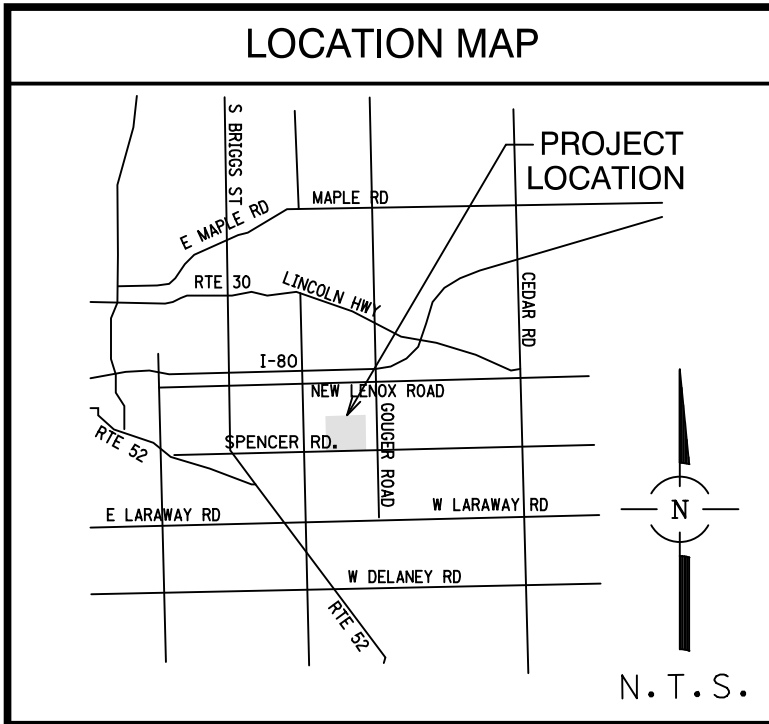 LOCATION MAP
S BRIGGS ST
PROJECT
LOCATION
MAPLE RD
E MAPLE RD
RTE 30
LINCOLN HWY
CEDAR RD
I-80
NEW LENOX ROAD
GOUGER ROAD
RTE 52
SPENCER RD.
E LARAWAY RD
W LARAWAY RD
N
W DELANEY RD
RTE 52
N.T.S.